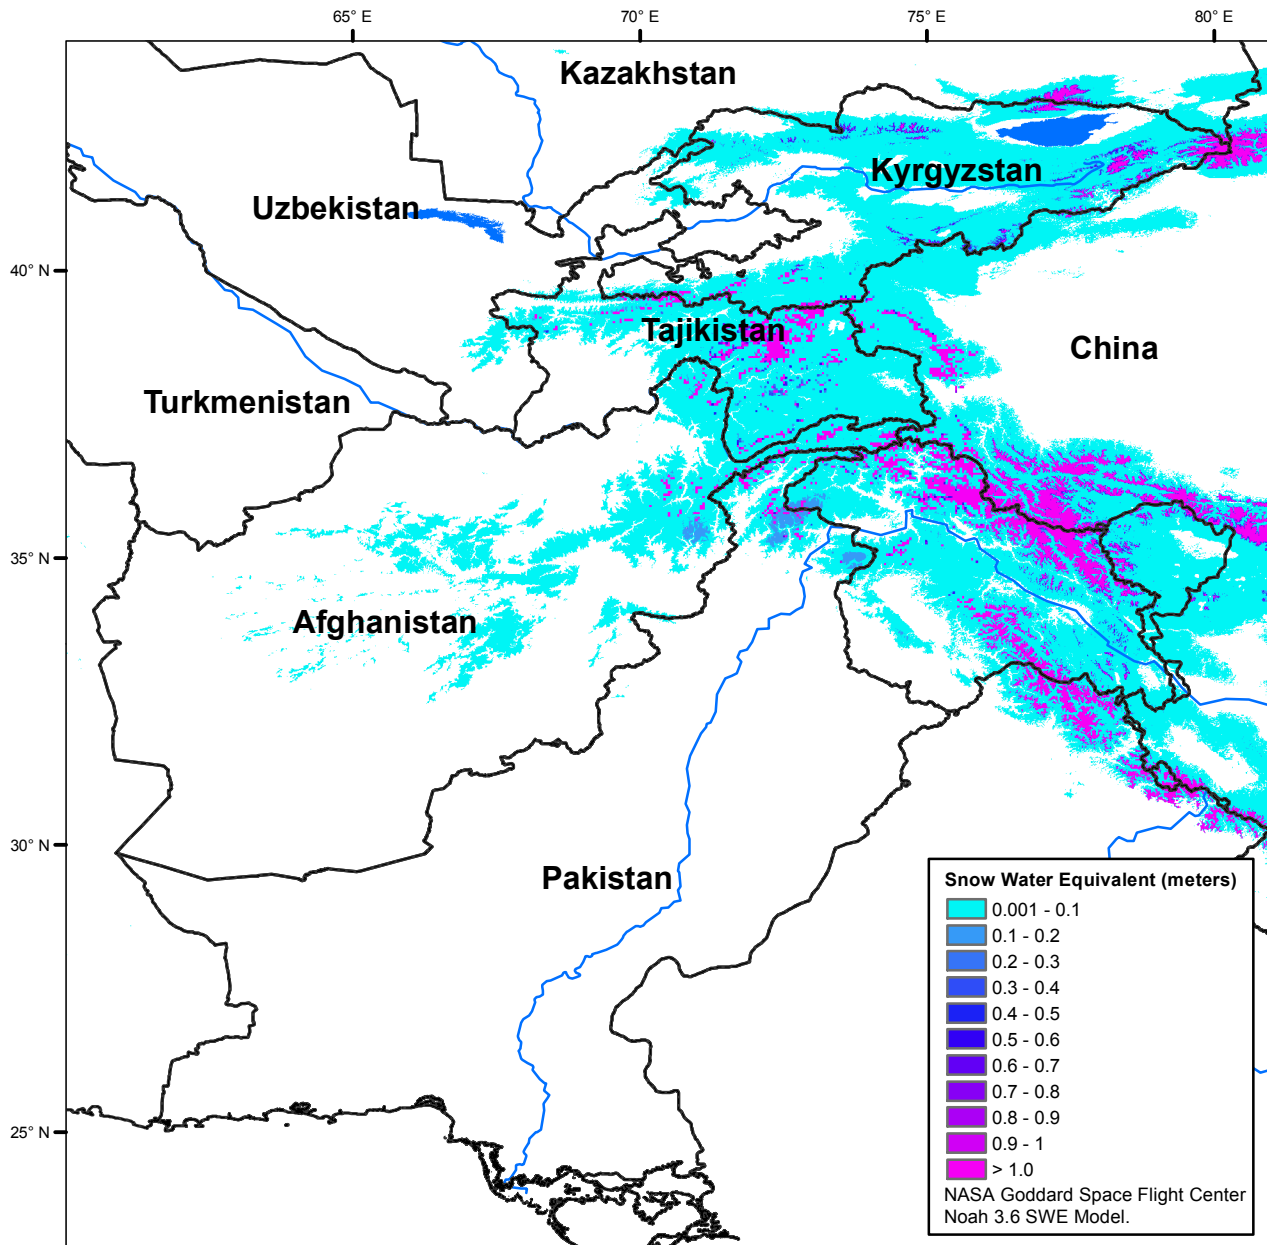 65° E
70° E
75° E
80° E
Kazakhstan
Kyrgyzstan
Uzbekistan
40° N
Tajikistan
China
Turkmenistan
35° N
Afghanistan
30° N
Pakistan
25° N
Snow Water Equivalent (meters)
0.001 - 0.1
0.1 - 0.2
0.2 - 0.3
0.3 - 0.4
0.4 - 0.5
0.5 - 0.6
0.6 - 0.7
0.7 - 0.8
0.8 - 0.9
0.9 - 1
> 1.0
NASA Goddard Space Flight Center
Noah 3.6 SWE Model.